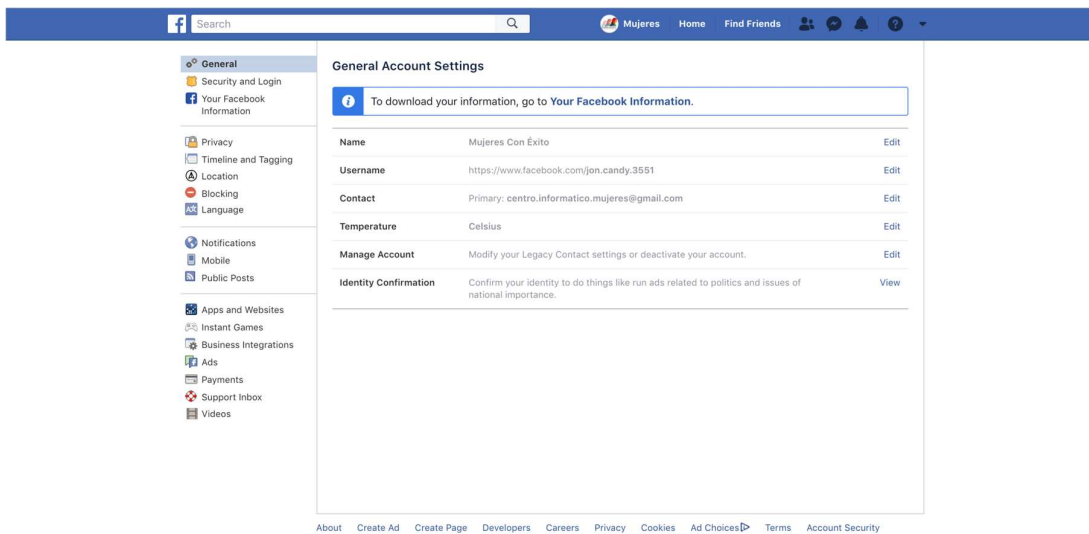 Search
Mujeres Home Find Friends
General
Security and Login
Your Facebook
Information
Privacy
Timeline and Tagging
Location
Blocking
Language
Notifications
Mobile
Public Posts
Apps and Websites
Instant Games
Business Integrations
Ads
Payments
Support Inbox
Videos
General Account Settings
To download your information, go to Your Facebook Information.
Name Mujeres Con Éxito Edit
Username https://www.facebook.com/jon.candy.3551 Edit
Contact Primary: centro.informatico.mujeres@gmail.com Edit
Temperature Celsius Edit
Manage Account Modify your Legacy Contact settings or deactivate your account. Edit
Identity Confirmation Confirm your identity to do things like run ads related to politics and issues of View
national importance.
About Create Ad Create Page Developers Careers Privacy Cookies Ad Choices Terms Account Security